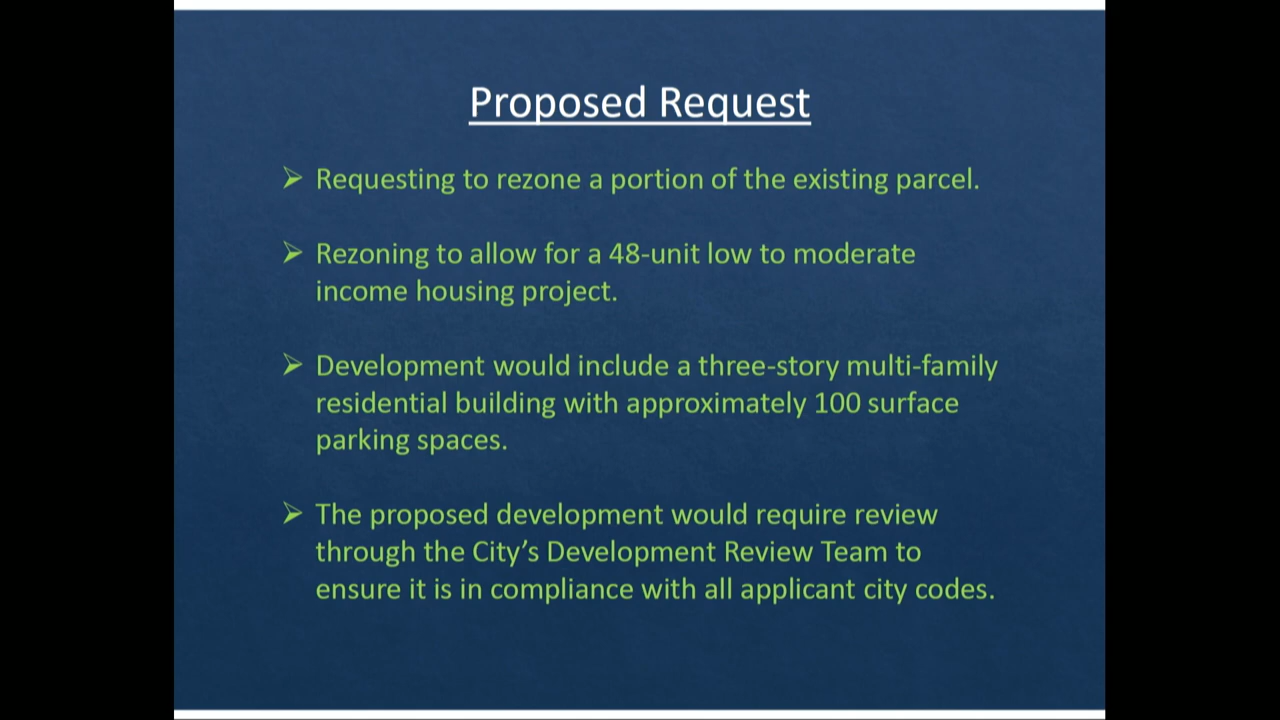 Proposed Request
➢ Requesting to rezone a portion of the existing parcel.
➢ Rezoning to allow for a 48-unit low to moderate
income housing project.
➢ Development would include a three-story multi-family
residential building with approximately 100 surface
parking spaces.
➢ The proposed development would require review
through the City’s Development Review Team to
ensure it is in compliance with all applicant city codes.